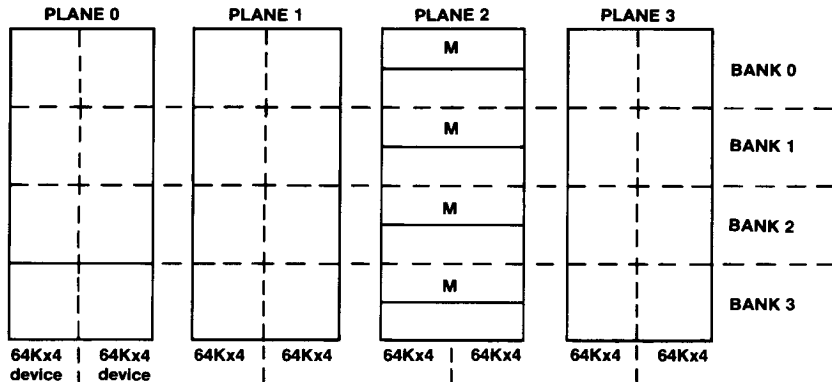 PLANE 0 PLANE 1 PLANE 2 PLANE 3
M
BANK 0
M
BANK 1
M
BANK 2
M
BANK 3
64Kx4 64Kx4 64Kx4 64Kx4 64Kx4 64Kx4 64Kx4 64Kx4
device device